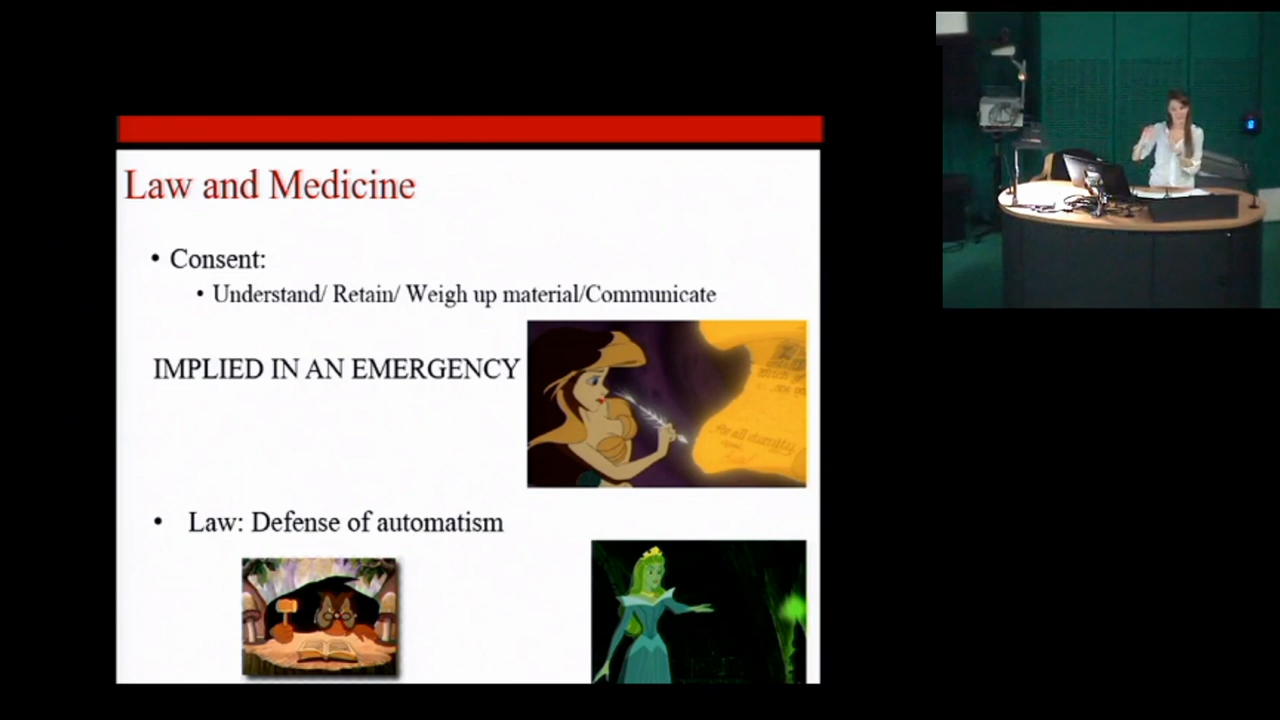 Law and Medicine
• Consent:
• Understand/ Retain/ Weigh up material/Communicate
IMPLIED IN AN EMERGENCY
• Law: Defense of automatism